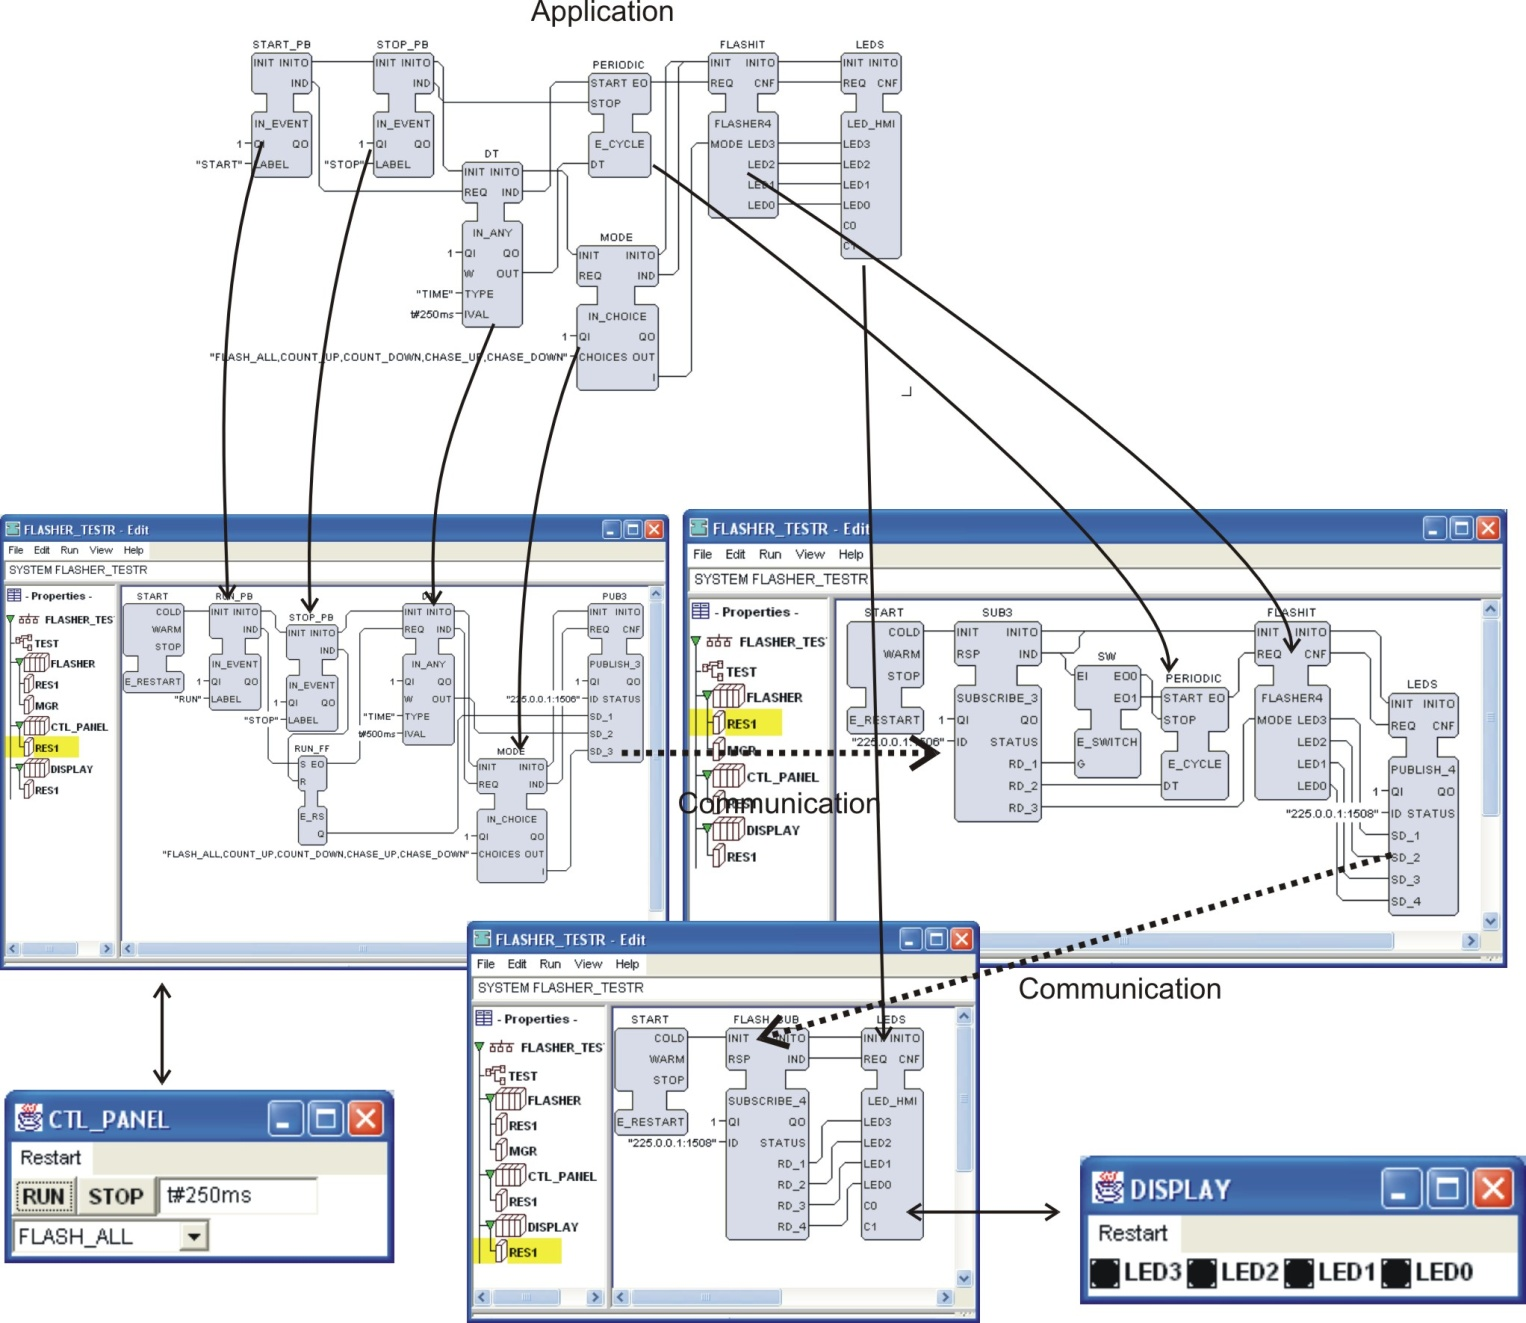 Application
START_PB
INIT INITO
IND
IN_EVENT
1 QI QO
"START" LABEL
STOP_PB
INIT INITO
IND
IN_EVENT
1 QI QO
"STOP" LABEL
DT
INIT INITO
REQ IND
IN_ANY
1 QI QO
W OUT
"TIME" TYPE
t#250ms IVAL
PERIODIC
START EO
STOP
E_CYCLE
DT
MODE
INIT INITO
REQ IND
IN_CHOICE
1 QI QO
"FLASH_ALL,COUNT_UP,COUNT_DOWN,CHASE_UP,CHASE_DOWN" CHOICES OUT
I
FLASHIT
INIT INITO
REQ CNF
FLASHER4
MODE LED3
LED2
LED1
LED0
LEDS
INIT INITO
REQ CNF
LED_HMI
LED3
LED2
LED1
LED0
C0
C1
FLASHER_TESTR - Edit
File Edit Run View Help
SYSTEM FLASHER_TESTR
- Properties -
FLASHER_TES
TEST
FLASHER
RES1
MGR
CTL_PANEL
RES1
DISPLAY
RES1
START
COLD
WARM
STOP
E_RESTART
RUN_PB
INIT INITO
IND
IN_EVENT
1 QI QO
"RUN" LABEL
STOP_PB
INIT INITO
IND
IN_EVENT
1 QI QO
"STOP" LABEL
RUN_FF
S EO
R
E_RS
Q
INIT INITO
REQ IND
IN_ANY
1 QI QO
W OUT
"TIME" TYPE
t#500ms IVAL
MODE
INIT INITO
REQ IND
IN_CHOICE
1 QI QO
"FLASH_ALL,COUNT_UP,COUNT_DOWN,CHASE_UP,CHASE_DOWN" CHOICES OUT
I
PUB3
INIT INITO
REQ CNF
PUBLISH_3
1 QI QO
"225.0.0.1:1506" ID STATUS
SD_1
SD_2
SD_3
Communication
FLASHER_TESTR - Edit
File Edit Run View Help
SYSTEM FLASHER_TESTR
- Properties -
FLASHER_TES
TEST
FLASHER
RES1
MGR
CTL_PANEL
RES1
DISPLAY
RES1
START
COLD
WARM
STOP
E_RESTART
SUB3
INIT INITO
RSP IND
SUBSCRIBE_3
1 QI QO
"225.0.0.1:1506" ID STATUS
RD_1
RD_2
RD_3
SW
EI EO0
EO1
E_SWITCH
G
PERIODIC
START EO
STOP
E_CYCLE
DT
FLASHIT
INIT INITO
REQ CNF
FLASHER4
MODE LED3
LED2
LED1
LED0
LEDS
INIT INITO
REQ CNF
PUBLISH_4
1 QI QO
"225.0.0.1:1508" ID STATUS
SD_1
SD_2
SD_3
SD_4
Communication
FLASHER_TESTR - Edit
File Edit Run View Help
SYSTEM FLASHER_TESTR
- Properties -
FLASHER_TES
TEST
FLASHER
RES1
MGR
CTL_PANEL
RES1
DISPLAY
RES1
START
COLD
WARM
STOP
E_RESTART
FLASH_SUB
INIT INITO
RSP IND
SUBSCRIBE_4
1 QI QO
"225.0.0.1:1508" ID STATUS
RD_1
RD_2
RD_3
RD_4
LEDS
INIT INITO
REQ CNF
LED_HMI
LED3
LED2
LED1
LED0
C0
C1
CTL_PANEL
Restart
RUN STOP t#250ms
FLASH_ALL
DISPLAY
Restart
LED3 LED2 LED1 LED0